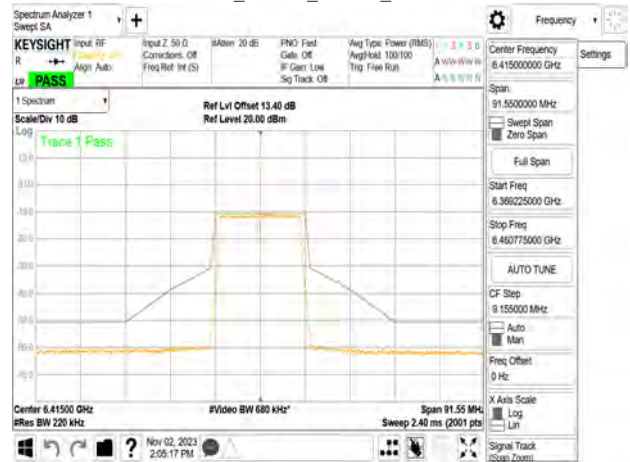 Spectrum Analyzer 1
Swept SA
Frequency
KEYSIGHT
Input: RF
Align: Auto
Input Z: 50 Ω
Corrections: Off
Freq Ref: Int (S)
#Atten: 20 dB
PNO: Fast
Gate: Off
IF Gain: Low
Sig Track: Off
Avg Type: Power (RMS)
Avg|Hold: 100/100
Trig: Free Run
PASS
Center Frequency
6.415000000 GHz
Settings
Span
91.5500000 MHz
Swept Span
Zero Span
Full Span
Start Freq
6.369225000 GHz
Stop Freq
6.460775000 GHz
AUTO TUNE
CF Step
9.155000 MHz
Auto
Man
Freq Offset
0 Hz
X Axis Scale
Log
Lin
Signal Track
(Span Zoom)
1 Spectrum
Scale/Div 10 dB
Ref Lvl Offset 13.40 dB
Ref Level 20.00 dBm
Log
Trace 1 Pass
Center 6.41500 GHz
#Res BW 220 kHz
#Video BW 680 kHz*
Span 91.55 MHz
Sweep 2.40 ms (2001 pts
Nov 02, 2023
2:05:17 PM